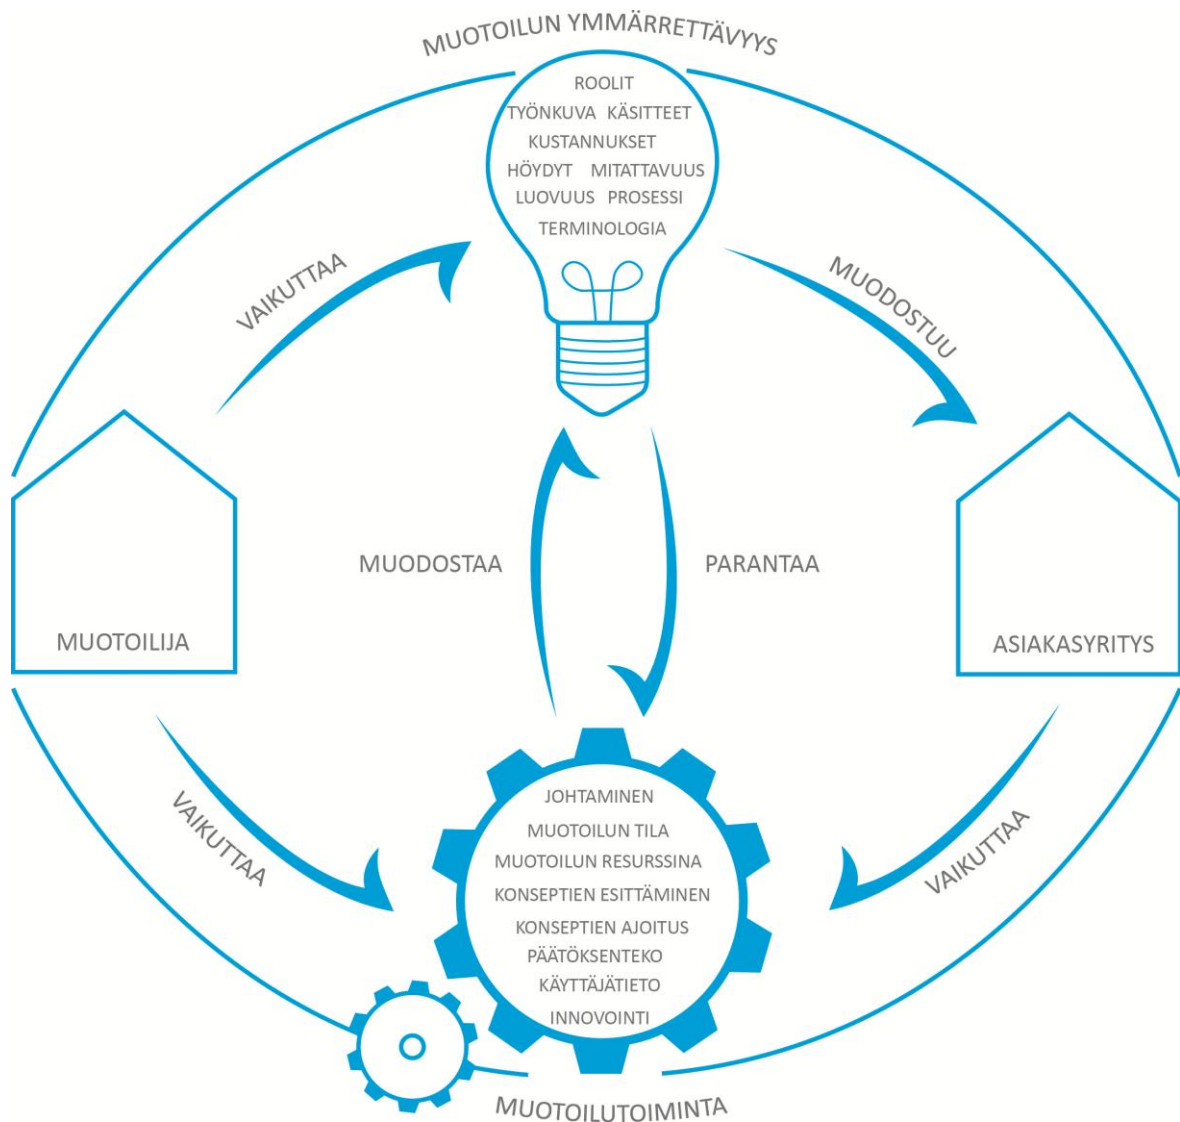 MUOTOILUN YMMÄRRETTÄVYYS
ROOLIT
TYÖNKUVA KÄSITTEET
KUSTANNUKSET
HÖYDYT MITATTAVUUS
LUOVUUS PROSESSI
TERMINOLOGIA
VAIKUTTAA
MUODOSTUU
MUODOSTAA
PARANTAA
MUOTOILIJA
ASIAKASYRITYS
VAIKUTTAA
VAIKUTTAA
JOHTAMINEN
MUOTOILUN TILA
MUOTOILUN RESURSSINA
KONSEPTIEN ESITTÄMINEN
KONSEPTIEN AJOITUS
PÄÄTÖKSENTEKO
KÄYTTÄJÄTIETO
INNOVOINTI
MUOTOILUTOIMINTA